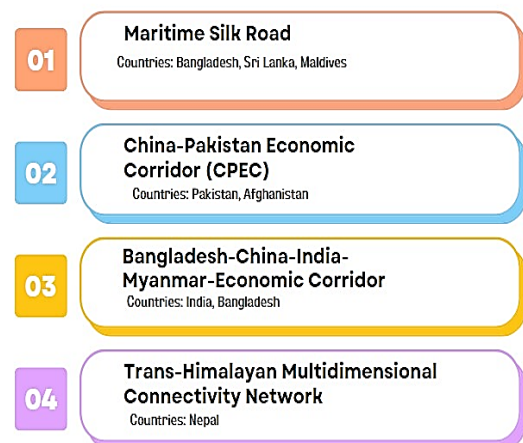 01
Maritime Silk Road
Countries: Bangladesh, Sri Lanka, Maldives
02
China-Pakistan Economic
Corridor (CPEC)
Countries: Pakistan, Afghanistan
03
Bangladesh-China-India-
Myanmar-Economic Corridor
Countries: India, Bangladesh
04
Trans-Himalayan Multidimensional
Connectivity Network
Countries: Nepal